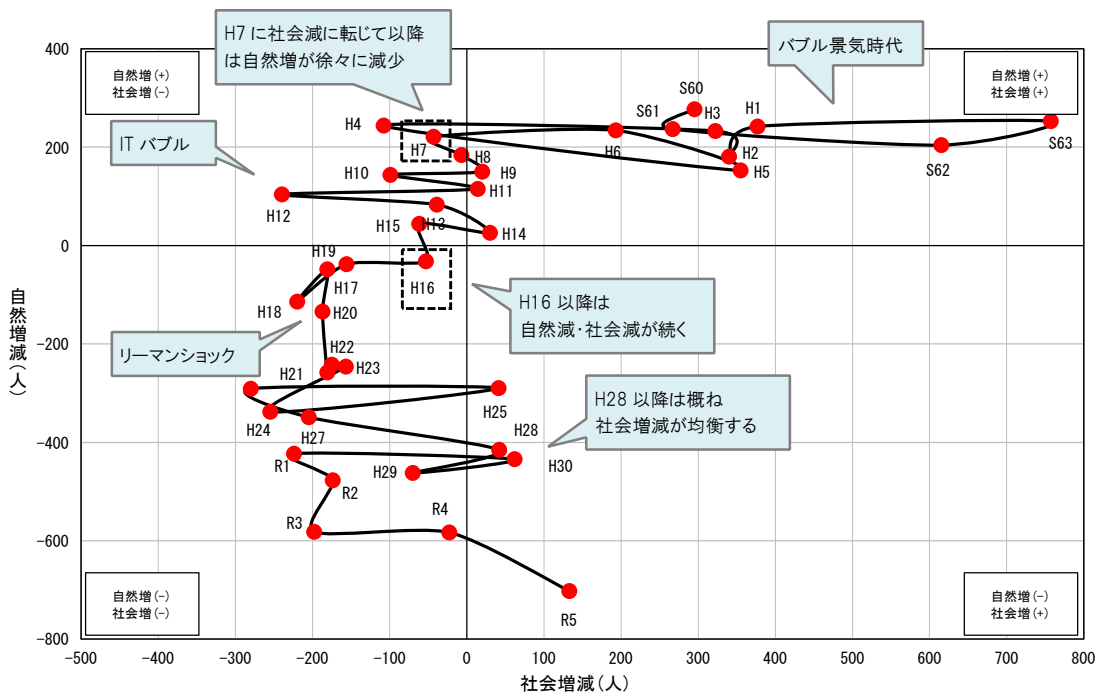 H7 に社会減に転じて以降
は自然増が徐々に減少
バブル景気時代
400
自然増(+)
社会増(-)
自然増(+)
社会増(+)
S60
S61
H3
H1
S63
H4
H7
H6
H2
H5
S62
IT バブル
200
H8
H9
H10
H11
H12
H13
H14
H15
0
H16
H19
H17
H18
H20
H16 以降は
自然減・社会減が続く
自然増減(人)
-200
リーマンショック
H22
H23
H21
H25
H24
H27
H28
H28 以降は概ね
社会増減が均衡する
-400
H29
H30
R1
R2
R3
R4
R5
-600
自然増(-)
社会増(-)
自然増(-)
社会増(+)
-800
-500 -400 -300 -200 -100 0 100 200 300 400 500 600 700 800
社会増減(人)